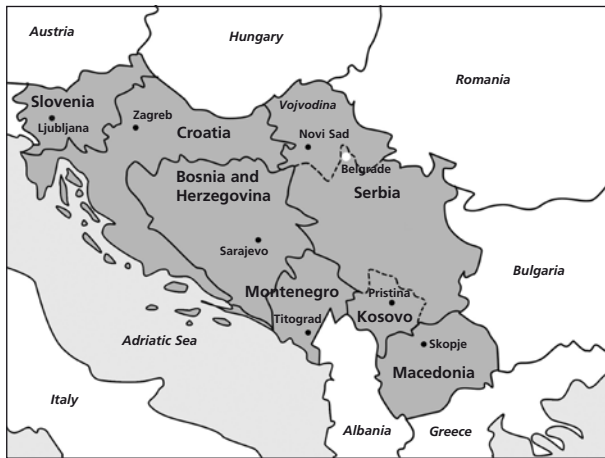 Austria
Hungary
Romania
Slovenia
Ljubljana
Zagreb
Croatia
Vojvodina
Novi Sad
Belgrade
Bosnia and
Herzegovina
Serbia
Sarajevo
Bulgaria
Montenegro
Pristina
Kosovo
Titograd
Adriatic Sea
Skopje
Macedonia
Italy
Albania
Greece